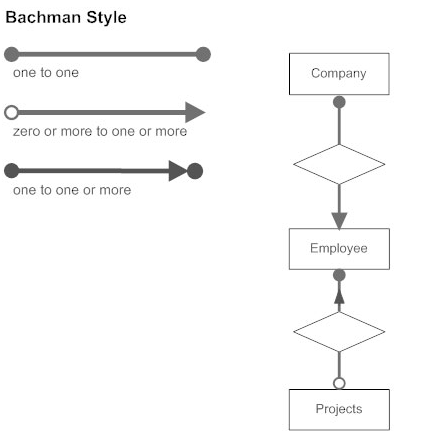 Bachman Style
one to one
zero or more to one or more
one to one or more
Company
Employee
Projects